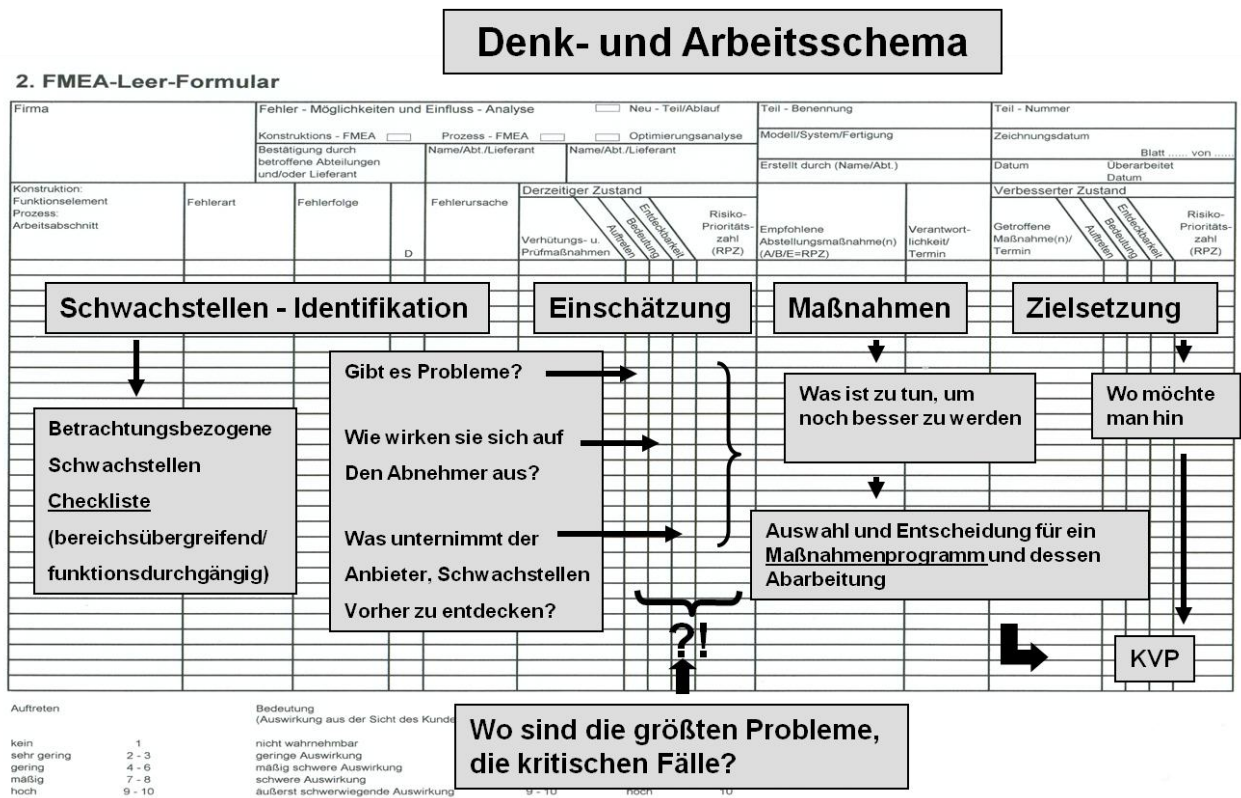 Denk- und Arbeitsschema
2. FMEA-Leer-Formular
Firma
Fehler - Möglichkeiten und Einfluss - Analyse
Neu - Teil/Ablauf
Konstruktions - FMEA
Prozess - FMEA
Optimierungsanalyse
Bestätigung durch
betroffene Abteilungen
und/oder Lieferant
Name/Abt./Lieferant
Name/Abt./Lieferant
Teil - Benennung
Modell/System/Fertigung
Erstellt durch (Name/Abt.)
Teil - Nummer
Zeichnungsdatum
Blatt ...... von ......
Datum
Überarbeitet
Datum
Konstruktion:
Funktionselement
Prozess:
Arbeitsabschnitt
Fehlerart
Fehlerfolge
D
Fehlerursache
Derzeitiger Zustand
Verhütungs- u.
Prüfmaßnahmen
Auftreten
Bedeutung
Entdeckbarkeit
Risiko-
Prioritäts-
zahl
(RPZ)
Empfohlene
Abstellungsmaßnahme(n)
(A/B/E=RPZ)
Verantwort-
lichkeit/
Termin
Verbesserter Zustand
Getroffene
Maßnahme(n)/
Termin
Auftreten
Bedeutung
Entdeckbarkeit
Risiko-
Prioritäts-
zahl
(RPZ)
Schwachstellen - Identifikation
Einschätzung
Maßnahmen
Zielsetzung
Betrachtungsbezogene
Schwachstellen
Checkliste
(bereichsübergreifend/
funktionsdurchgängig)
Gibt es Probleme?
Wie wirken sie sich auf
Den Abnehmer aus?
Was unternimmt der
Anbieter, Schwachstellen
Vorher zu entdecken?
Was ist zu tun, um
noch besser zu werden
Wo möchte
man hin
Auswahl und Entscheidung für ein
Maßnahmenprogramm und dessen
Abarbeitung
?!
KVP
Wo sind die größten Probleme,
die kritischen Fälle?
Auftreten
kein 1
sehr gering 2 - 3
gering 4 - 6
mäßig 7 - 8
hoch 9 - 10
Bedeutung
(Auswirkung aus der Sicht des Kunde
nicht wahrnehmbar
geringe Auswirkung
mäßig schwere Auswirkung
schwere Auswirkung
äußerst schwerwiegende Auswirkung 9 - 10
10